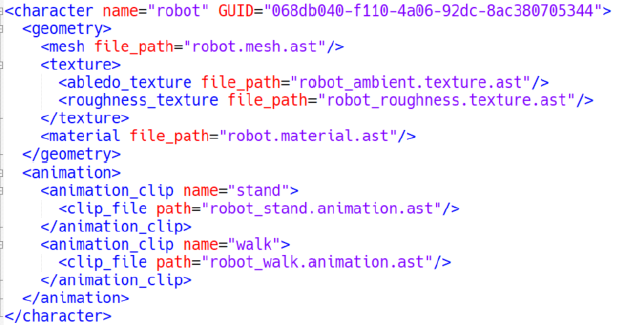 <character name="robot" GUID="068db040-f110-4a06-92dc-8ac380705344">
<geometry>
<mesh file_path="robot.mesh.ast"/>
<texture>
<abledo_texture file_path="robot_ambient.texture.ast"/>
<roughness_texture file_path="robot_roughness.texture.ast"/>
</texture>
<material file_path="robot.material.ast"/>
</geometry>
<animation>
<animation_clip name="stand">
<clip_file path="robot_stand.animation.ast"/>
</animation_clip>
<animation_clip name="walk">
<clip_file path="robot_walk.animation.ast"/>
</animation_clip>
</animation>
</character>